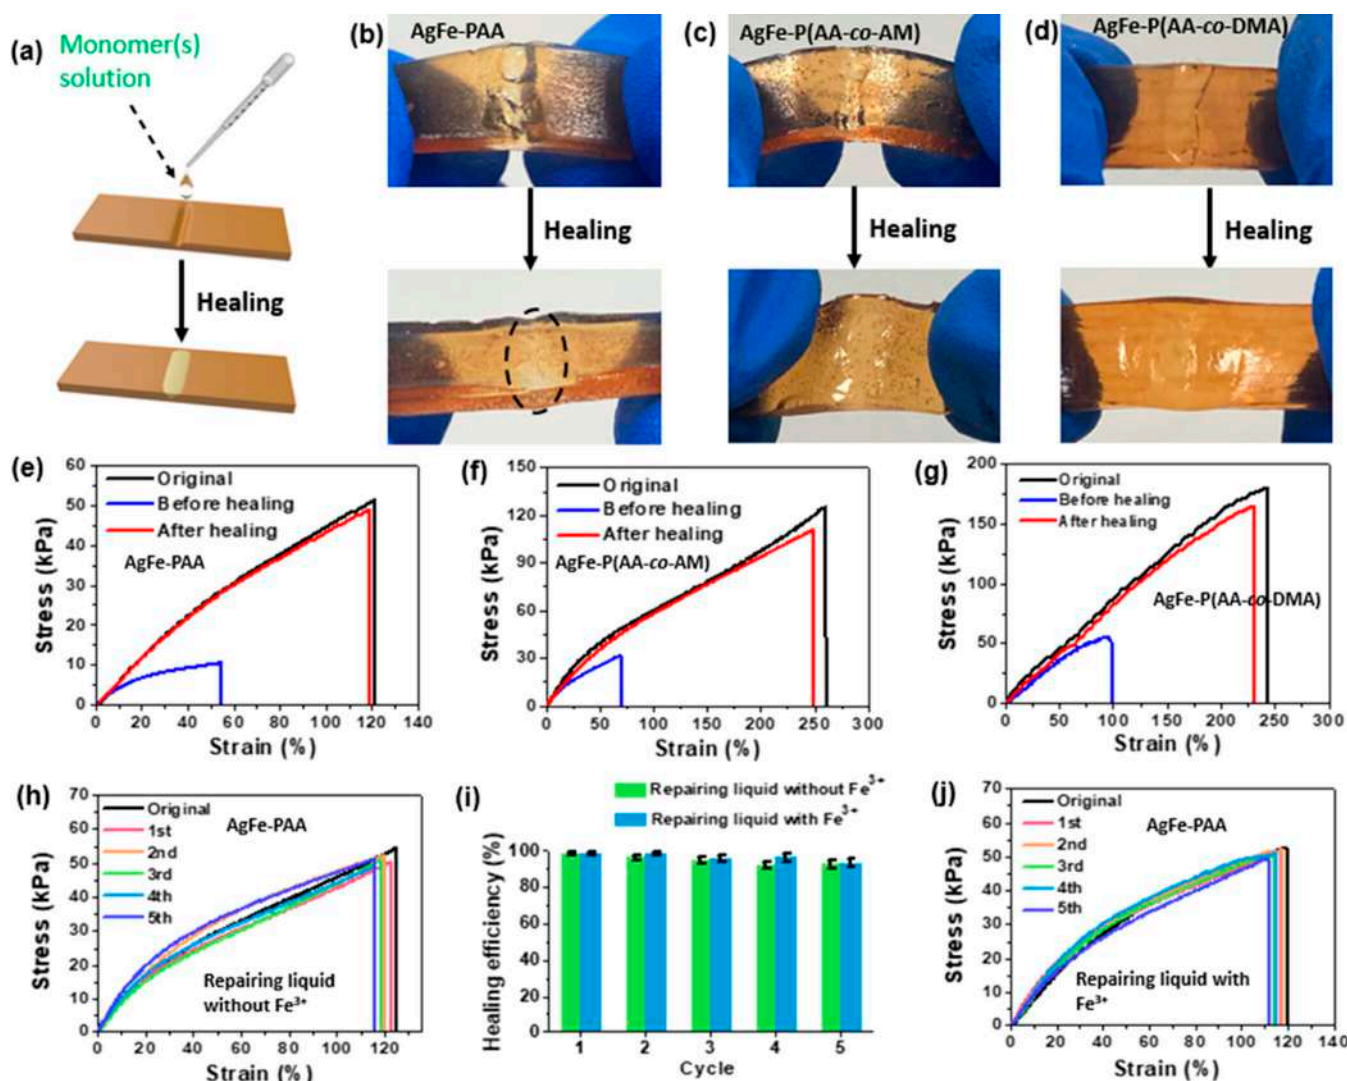 (a)
Monomer(s)
solution
Healing
(b)
AgFe-PAA
Healing
(c)
AgFe-P(AA-co-AM)
Healing
(d)
AgFe-P(AA-co-DMA)
Healing
(e)
60
50
40
30
20
10
0
0 20 40 60 80 100 120 140
Stress (kPa)
Strain (%)
Original
Before healing
After healing
AgFe-PAA
(f)
150
120
90
60
30
0
0 50 100 150 200 250 300
Stress (kPa)
Strain (%)
Original
Before healing
After healing
AgFe-P(AA-co-AM)
(g)
200
150
100
50
0
0 50 100 150 200 250 300
Stress (kPa)
Strain (%)
Original
Before healing
After healing
AgFe-P(AA-co-DMA)
(h)
70
60
50
40
30
20
10
0
0 20 40 60 80 100 120
Stress (kPa)
Strain (%)
Original
1st
2nd
3rd
4th
5th
AgFe-PAA
Repairing liquid
without Fe³⁺
(i)
Repairing liquid without Fe³⁺
Repairing liquid with Fe³⁺
100
80
60
40
20
0
1 2 3 4 5
Healing efficiency (%)
Cycle
(j)
70
60
50
40
30
20
10
0
0 20 40 60 80 100 120 140
Stress (kPa)
Strain (%)
Original
1st
2nd
3rd
4th
5th
AgFe-PAA
Repairing liquid with
Fe³⁺